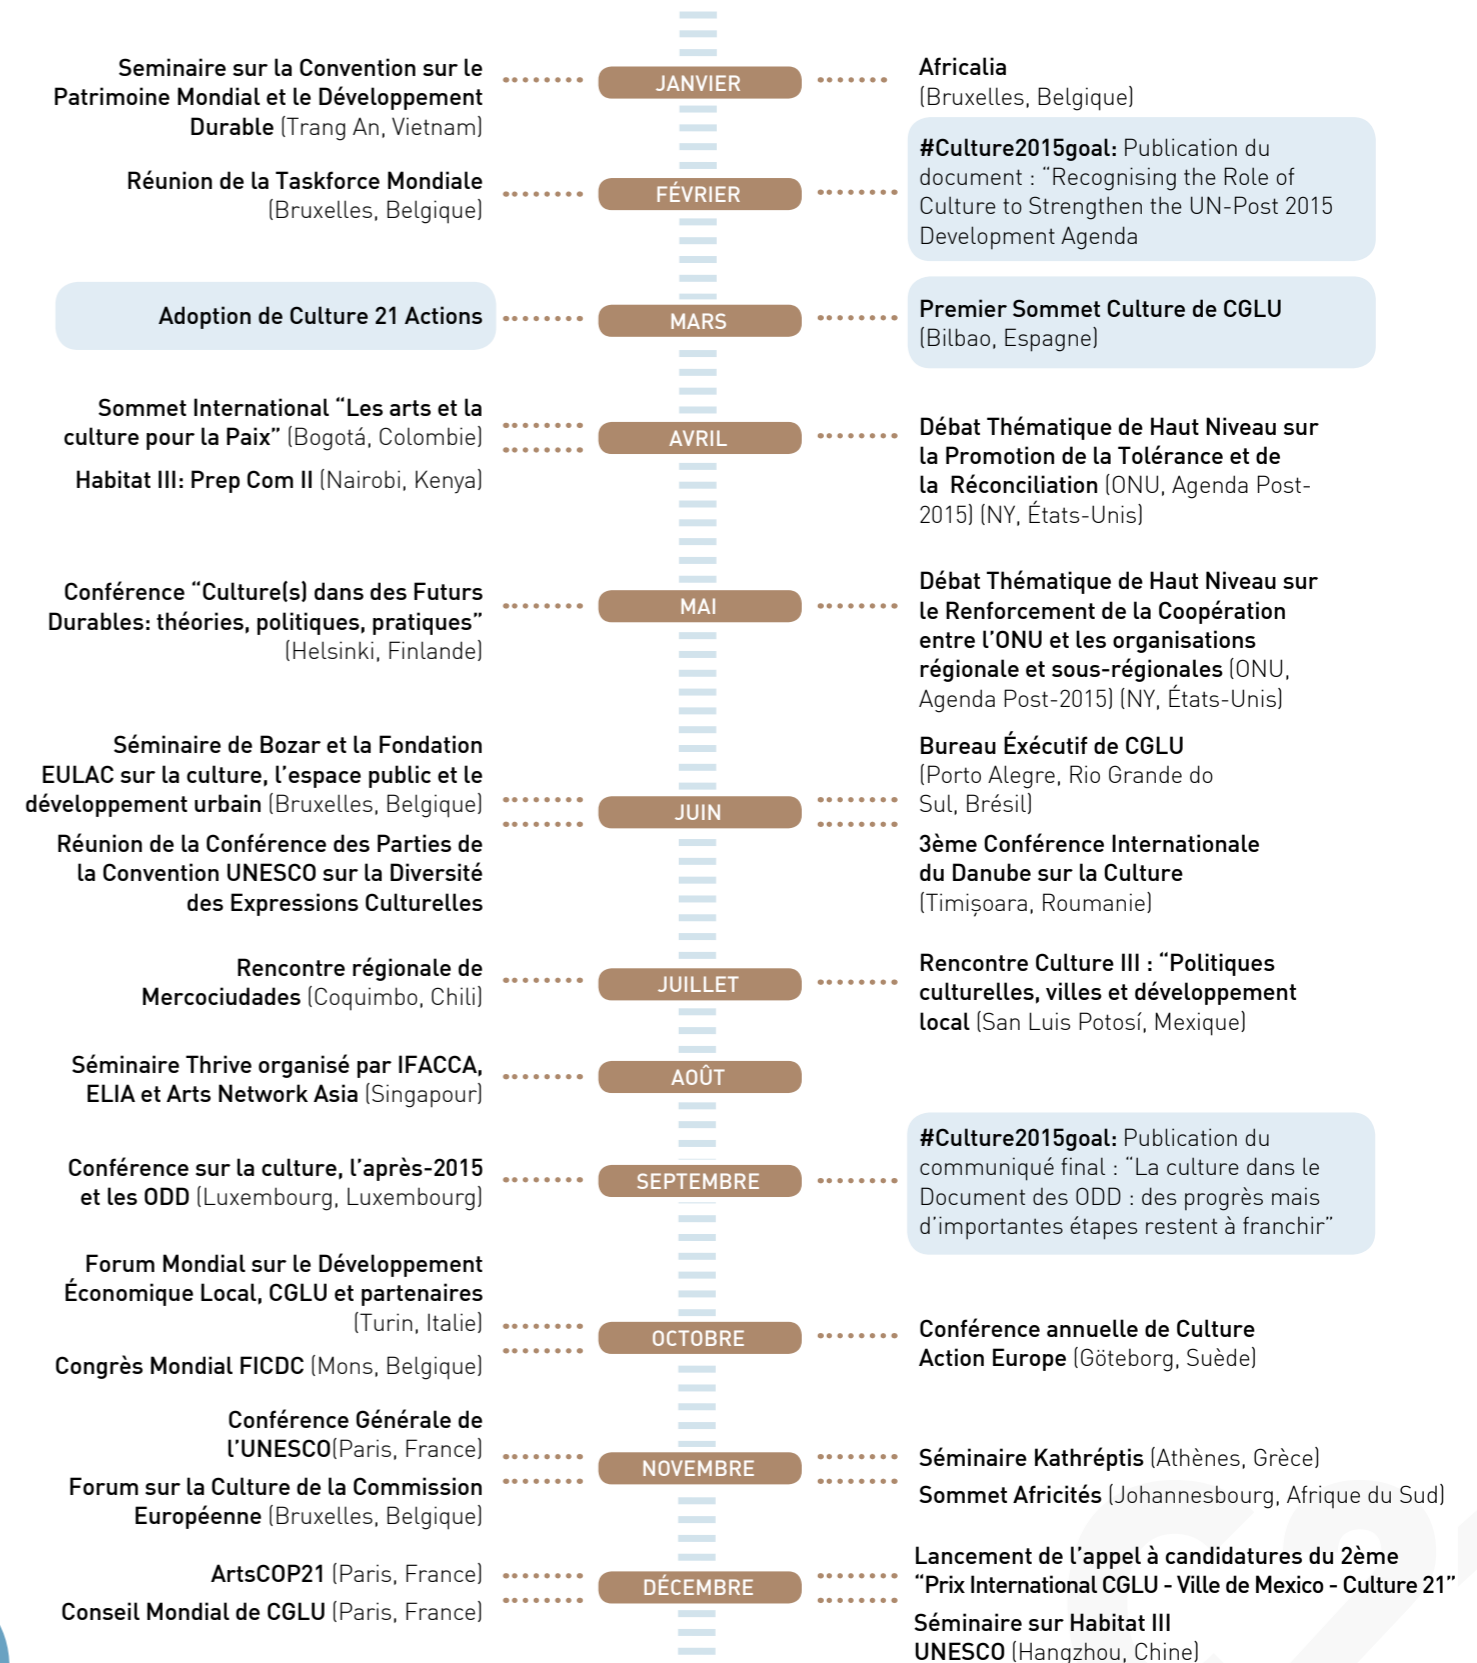 Seminaire sur la Convention sur le
Patrimoine Mondial et le Développement
Durable (Trang An, Vietnam)
JANVIER
Africalia
(Bruxelles, Belgique)
Réunion de la Taskforce Mondiale
(Bruxelles, Belgique)
FÉVRIER
#Culture2015goal: Publication du
document : “Recognising the Role of
Culture to Strengthen the UN-Post 2015
Development Agenda
Adoption de Culture 21 Actions
MARS
Premier Sommet Culture de CGLU
(Bilbao, Espagne)
Sommet International “Les arts et la
culture pour la Paix” (Bogotá, Colombie)
Habitat III: Prep Com II (Nairobi, Kenya)
AVRIL
Débat Thématique de Haut Niveau sur
la Promotion de la Tolérance et de
la Réconciliation (ONU, Agenda Post-
2015) (NY, États-Unis)
Conférence “Culture(s) dans des Futurs
Durables: théories, politiques, pratiques”
(Helsinki, Finlande)
MAI
Débat Thématique de Haut Niveau sur
le Renforcement de la Coopération
entre l’ONU et les organisations
régionale et sous-régionales (ONU,
Agenda Post-2015) (NY, États-Unis)
Séminaire de Bozar et la Fondation
EULAC sur la culture, l’espace public et le
développement urbain (Bruxelles, Belgique)
Réunion de la Conférence des Parties de
la Convention UNESCO sur la Diversité
des Expressions Culturelles
JUIN
Bureau Éxécutif de CGLU
(Porto Alegre, Rio Grande do
Sul, Brésil)
3ème Conférence Internationale
du Danube sur la Culture
(Timișoara, Roumanie)
Rencontre régionale de
Mercociudades (Coquimbo, Chili)
JUILLET
Rencontre Culture III : “Politiques
culturelles, villes et développement
local (San Luis Potosí, Mexique)
Séminaire Thrive organisé par IFACCA,
ELIA et Arts Network Asia (Singapour)
AOÛT
Conférence sur la culture, l’après-2015
et les ODD (Luxembourg, Luxembourg)
SEPTEMBRE
#Culture2015goal: Publication du
communiqué final : “La culture dans le
Document des ODD : des progrès mais
d’importantes étapes restent à franchir”
Forum Mondial sur le Développement
Économique Local, CGLU et partenaires
(Turin, Italie)
Congrès Mondial FICDC (Mons, Belgique)
OCTOBRE
Conférence annuelle de Culture
Action Europe (Göteborg, Suède)
Conférence Générale de
l’UNESCO(Paris, France)
Forum sur la Culture de la Commission
Européenne (Bruxelles, Belgique)
NOVEMBRE
Séminaire Kathréptis (Athènes, Grèce)
Sommet Africités (Johannesbourg, Afrique du Sud)
ArtsCOP21 (Paris, France)
Conseil Mondial de CGLU (Paris, France)
DÉCEMBRE
Lancement de l’appel à candidatures du 2ème
“Prix International CGLU - Ville de Mexico - Culture 21”
Séminaire sur Habitat III
UNESCO (Hangzhou, Chine)